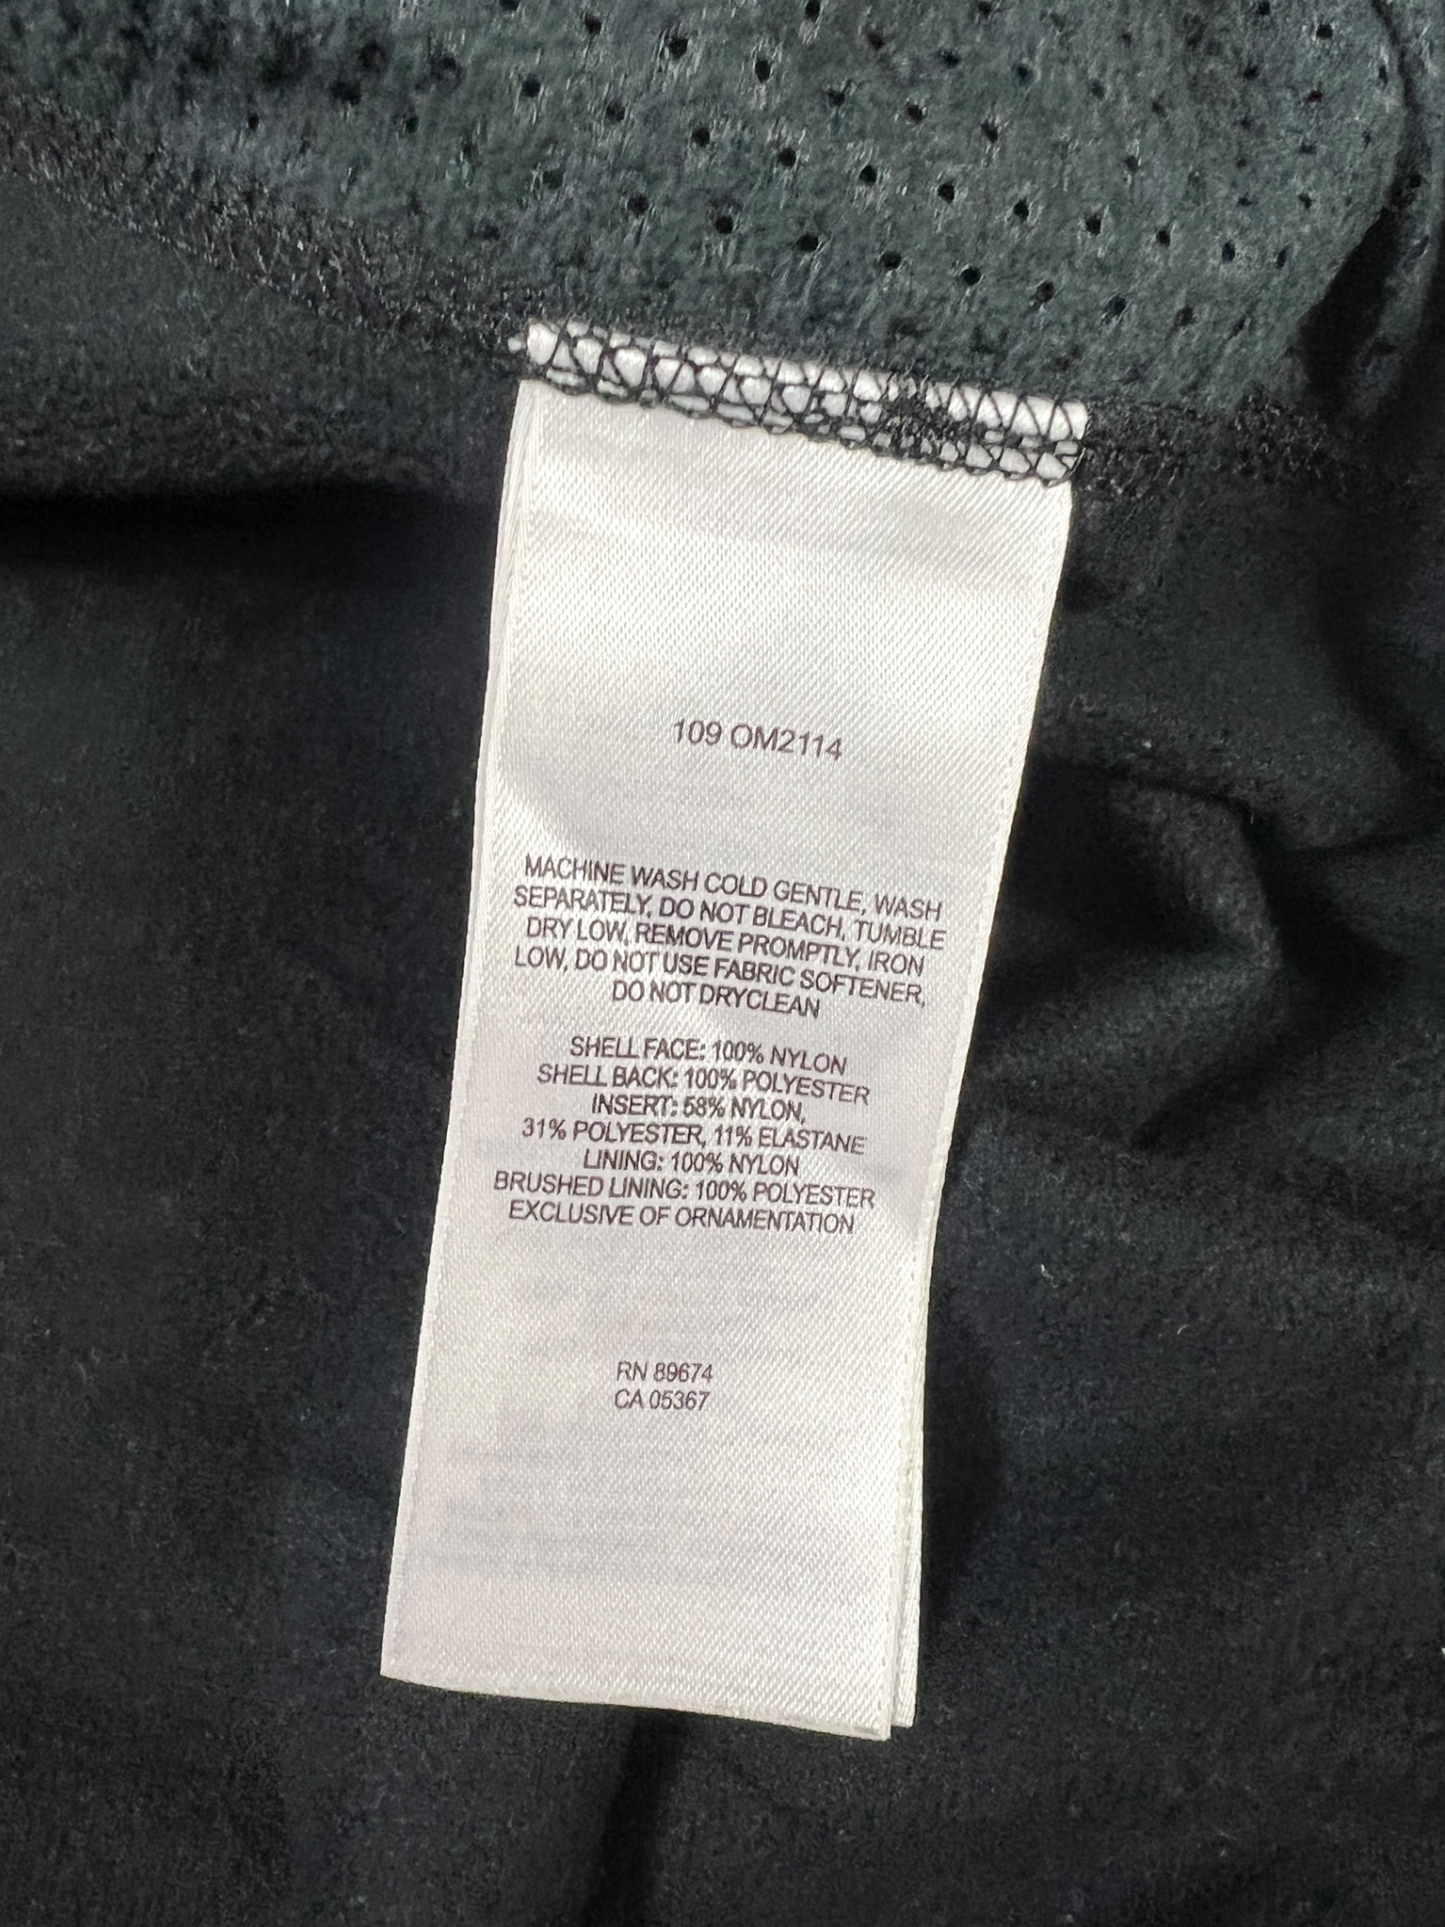 109 OM2114
MACHINE WASH COLD GENTLE, WASH
SEPARATELY, DO NOT BLEACH, TUMBLE
DRY LOW, REMOVE PROMPTLY, IRON
LOW, DO NOT USE FABRIC SOFTENER,
DO NOT DRYCLEAN
SHELL FACE: 100% NYLON
SHELL BACK: 100% POLYESTER
INSERT: 58% NYLON,
31% POLYESTER, 11% ELASTANE
LINING: 100% NYLON
BRUSHED LINING: 100% POLYESTER
EXCLUSIVE OF ORNAMENTATION
RN 89674
CA 05367